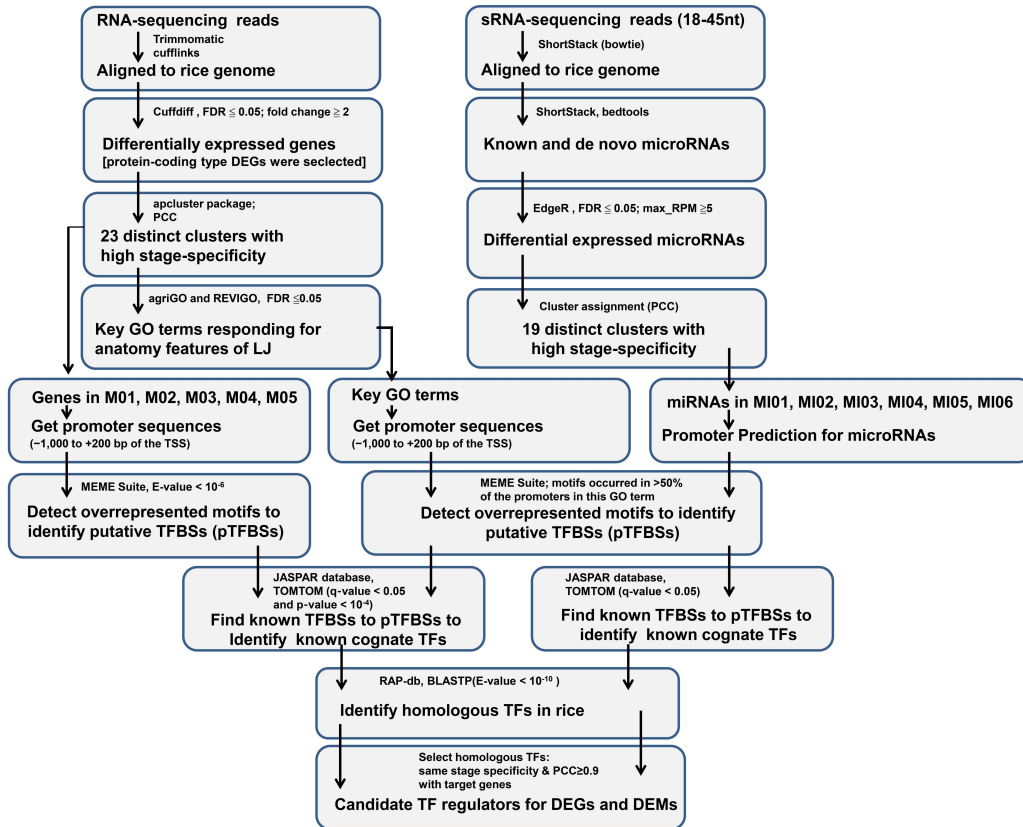 RNA-sequencing reads
Trimmomatic
cufflinks
Aligned to rice genome
Cuffdiff , FDR ≦ 0.05; fold change ≧ 2
Differentially expressed genes
[protein-coding type DEGs were seclected]
apcluster package;
PCC
23 distinct clusters with
high stage-specificity
agriGO and REVIGO, FDR ≦0.05
Key GO terms responding for
anatomy features of LJ
sRNA-sequencing reads (18-45nt)
ShortStack (bowtie)
Aligned to rice genome
ShortStack, bedtools
Known and de novo microRNAs
EdgeR , FDR ≦ 0.05; max_RPM ≧5
Differential expressed microRNAs
Cluster assignment (PCC)
19 distinct clusters with
high stage-specificity
Genes in M01, M02, M03, M04, M05
Get promoter sequences
(−1,000 to +200 bp of the TSS)
Key GO terms
Get promoter sequences
(−1,000 to +200 bp of the TSS)
miRNAs in MI01, MI02, MI03, MI04, MI05, MI06
Promoter Prediction for microRNAs
MEME Suite, E-value < 10⁻⁶
Detect overrepresented motifs to
identify putative TFBSs (pTFBSs)
MEME Suite; motifs occurred in >50%
of the promoters in this GO term
Detect overrepresented motifs to identify
putative TFBSs (pTFBSs)
JASPAR database,
TOMTOM (q-value < 0.05
and p-value < 10⁻⁴)
Find known TFBSs to pTFBSs to
Identify known cognate TFs
JASPAR database,
TOMTOM (q-value < 0.05)
Find known TFBSs to pTFBSs to
identify known cognate TFs
RAP-db, BLASTP(E-value < 10⁻¹⁰ )
Identify homologous TFs in rice
Select homologous TFs:
same stage specificity & PCC≥0.9
with target genes
Candidate TF regulators for DEGs and DEMs